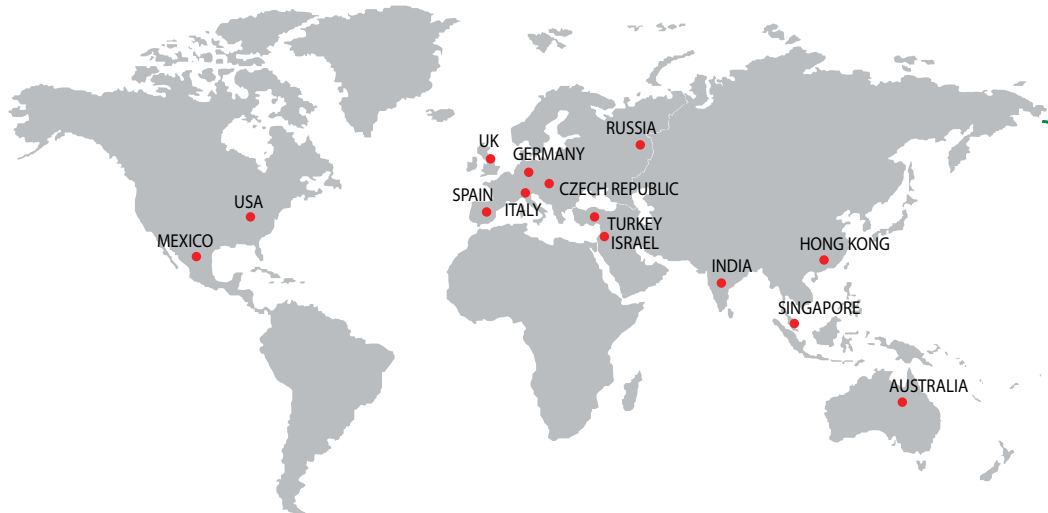 RUSSIA
UK
GERMANY
CZECH REPUBLIC
SPAIN
ITALY
USA
TURKEY
MEXICO
ISRAEL
HONG KONG
INDIA
SINGAPORE
AUSTRALIA